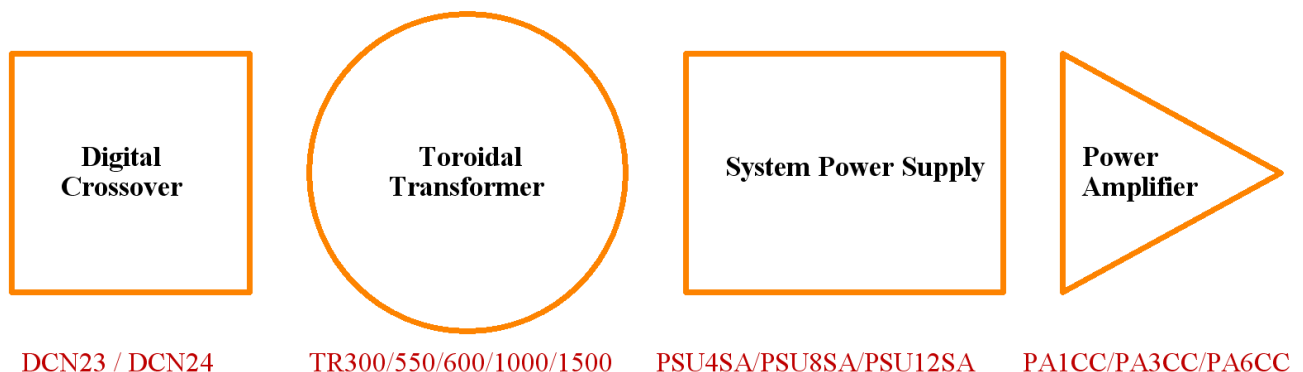 Digital
Crossover
Toroidal
Transformer
System Power Supply
Power
Amplifier
DCN23 / DCN24
TR300/550/600/1000/1500
PSU4SA/PSU8SA/PSU12SA
PA1CC/PA3CC/PA6CC